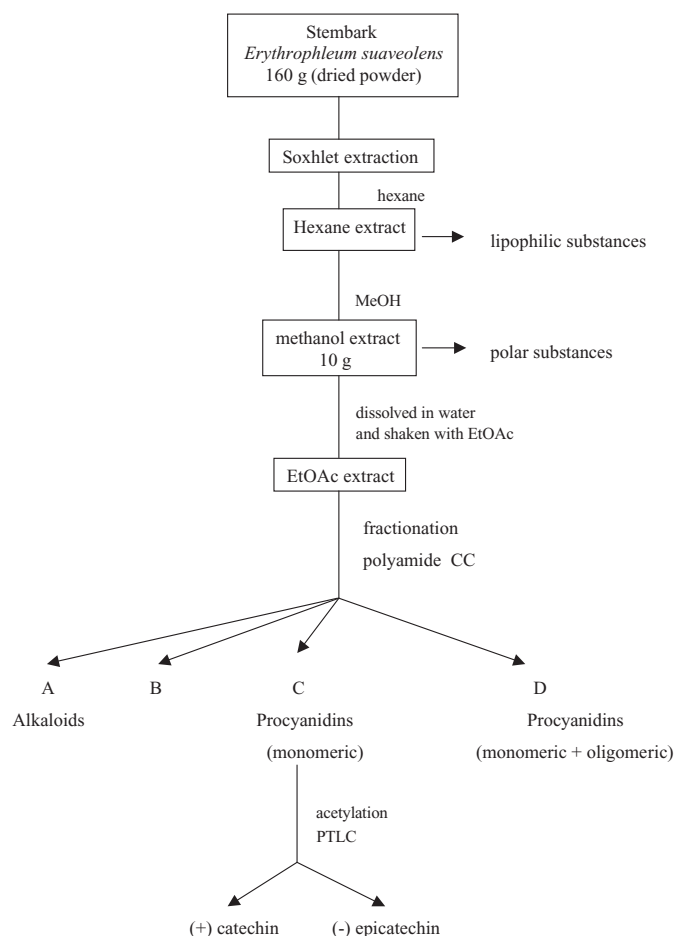 Stembark
Erythrophleum suaveolens
160 g (dried powder)
Soxhlet extraction
hexane
Hexane extract
lipophilic substances
MeOH
methanol extract
10 g
polar substances
dissolved in water
and shaken with EtOAc
EtOAc extract
fractionation
polyamide CC
A B C D
Alkaloids Procyanidins Procyanidins
(monomeric) (monomeric + oligomeric)
acetylation
PTLC
(+) catechin (-) epicatechin